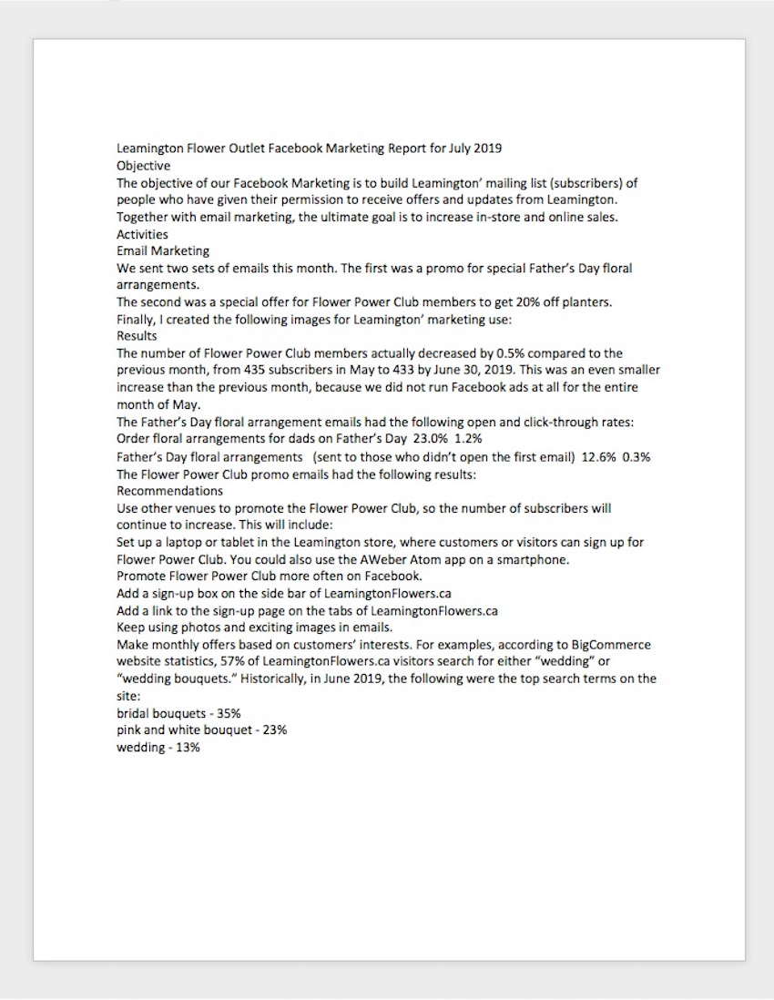 Leamington Flower Outlet Facebook Marketing Report for July 2019
Objective
The objective of our Facebook Marketing is to build Leamington’ mailing list (subscribers) of
people who have given their permission to receive offers and updates from Leamington.
Together with email marketing, the ultimate goal is to increase in-store and online sales.
Activities
Email Marketing
We sent two sets of emails this month. The first was a promo for special Father’s Day floral
arrangements.
The second was a special offer for Flower Power Club members to get 20% off planters.
Finally, I created the following images for Leamington’ marketing use:
Results
The number of Flower Power Club members actually decreased by 0.5% compared to the
previous month, from 435 subscribers in May to 433 by June 30, 2019. This was an even smaller
increase than the previous month, because we did not run Facebook ads at all for the entire
month of May.
The Father’s Day floral arrangement emails had the following open and click-through rates:
Order floral arrangements for dads on Father’s Day  23.0%  1.2%
Father’s Day floral arrangements   (sent to those who didn’t open the first email)  12.6%  0.3%
The Flower Power Club promo emails had the following results:
Recommendations
Use other venues to promote the Flower Power Club, so the number of subscribers will
continue to increase. This will include:
Set up a laptop or tablet in the Leamington store, where customers or visitors can sign up for
Flower Power Club. You could also use the AWeber Atom app on a smartphone.
Promote Flower Power Club more often on Facebook.
Add a sign-up box on the side bar of LeamingtonFlowers.ca
Add a link to the sign-up page on the tabs of LeamingtonFlowers.ca
Keep using photos and exciting images in emails.
Make monthly offers based on customers’ interests. For examples, according to BigCommerce
website statistics, 57% of LeamingtonFlowers.ca visitors search for either “wedding” or
“wedding bouquets.” Historically, in June 2019, the following were the top search terms on the
site:
bridal bouquets - 35%
pink and white bouquet - 23%
wedding - 13%